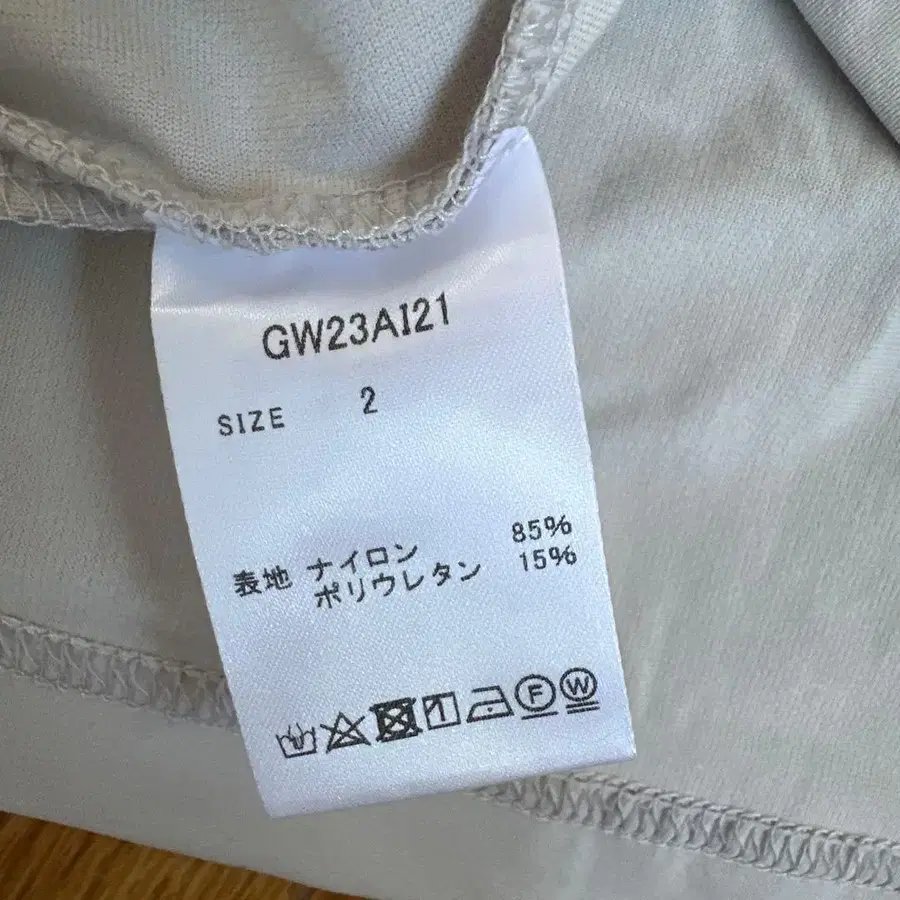 GW23AI21
SIZE 2
表地 ナイロン 85%
ポリウレタン 15%
F W